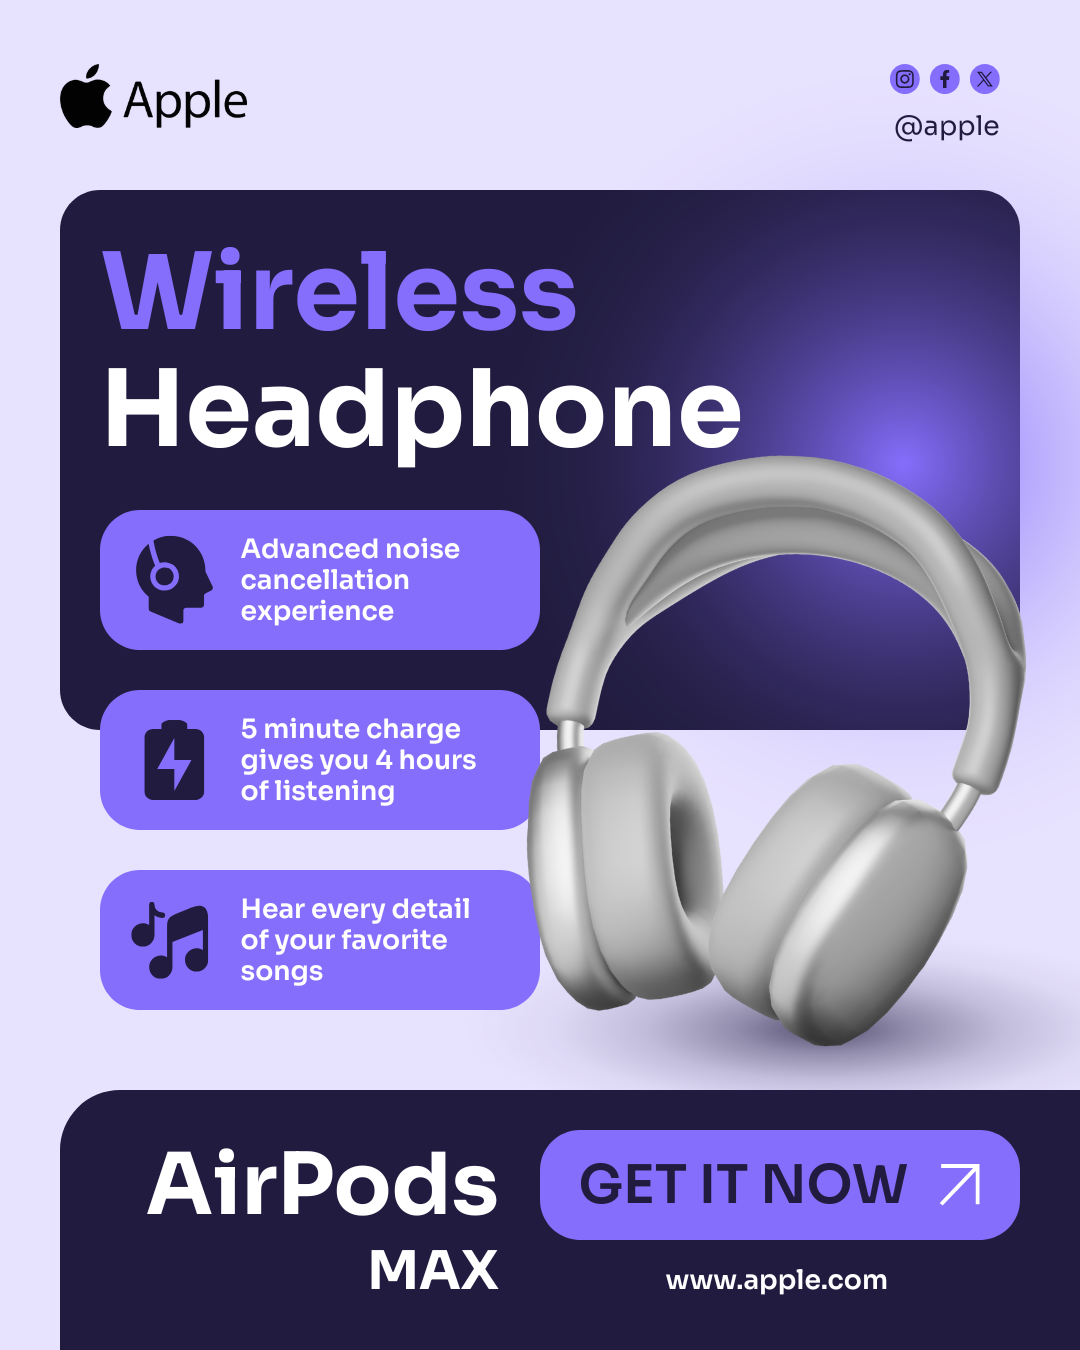 Apple
@apple
Wireless
Headphone
Advanced noise
cancellation
experience
5 minute charge
gives you 4 hours
of listening
Hear every detail
of your favorite
songs
AirPods
MAX
GET IT NOW
www.apple.com